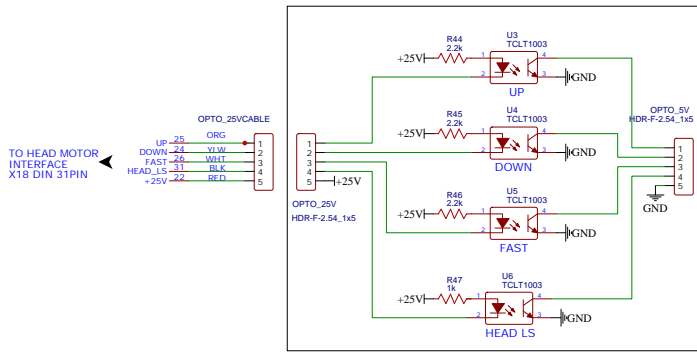 TO HEAD MOTOR
INTERFACE
X18 DIN 31PIN
OPTO_25VCABLE
UP 25 ORG 1
DOWN 24 YLW 2
FAST 26 WHT 3
HEAD_LS 31 BLK 4
+25V 22 RED 5
1
2
3
4
5
+25V
OPTO_25V
HDR-F-2.54_1x5
R44
2.2k
+25V
U3
TCLT1003
1
2
4
3
GND
UP
R45
2.2k
+25V
U4
TCLT1003
1
2
4
3
GND
DOWN
R46
2.2k
+25V
U5
TCLT1003
1
2
4
3
GND
FAST
R47
1k
+25V
U6
TCLT1003
1
2
4
3
GND
HEAD LS
OPTO_5V
HDR-F-2.54_1x5
1
2
3
4
5
GND